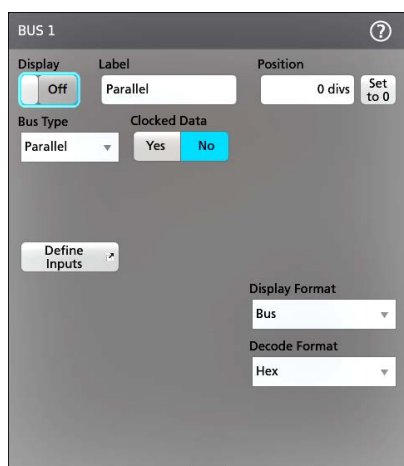 BUS 1 ?
Display Label Position
Off Parallel 0 divs Set to 0
Bus Type Clocked Data
Parallel Yes No
Define Inputs
Display Format
Bus
Decode Format
Hex